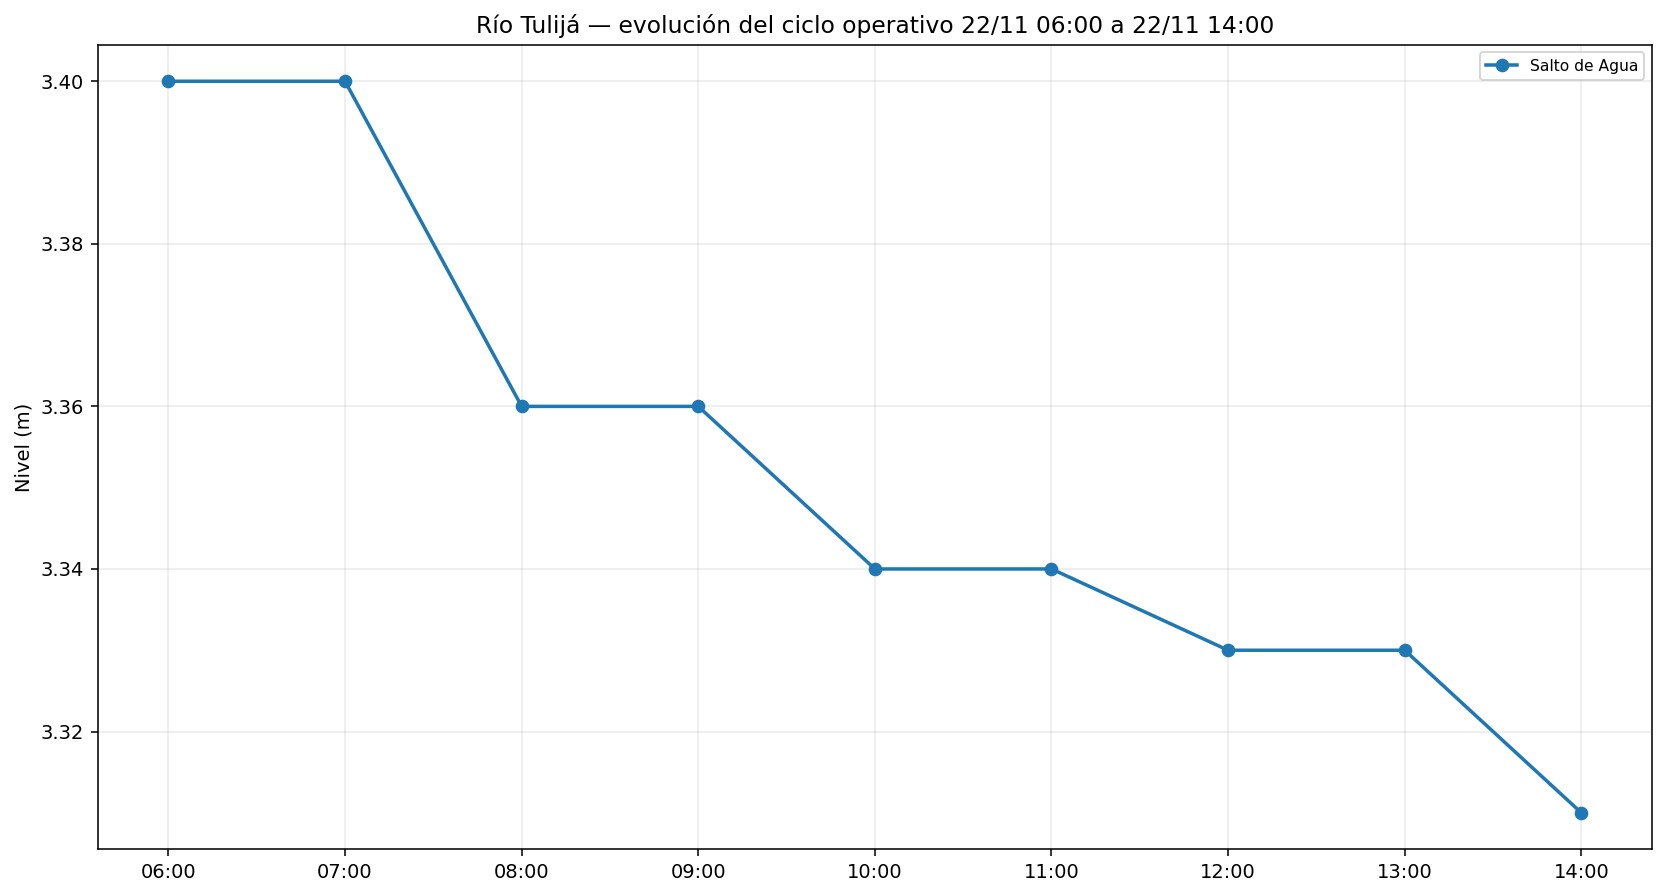 Río Tulijá — evolución del ciclo operativo 22/11 06:00 a 22/11 14:00
Salto de Agua
Nivel (m)
3.40
3.38
3.36
3.34
3.32
06:00 07:00 08:00 09:00 10:00 11:00 12:00 13:00 14:00